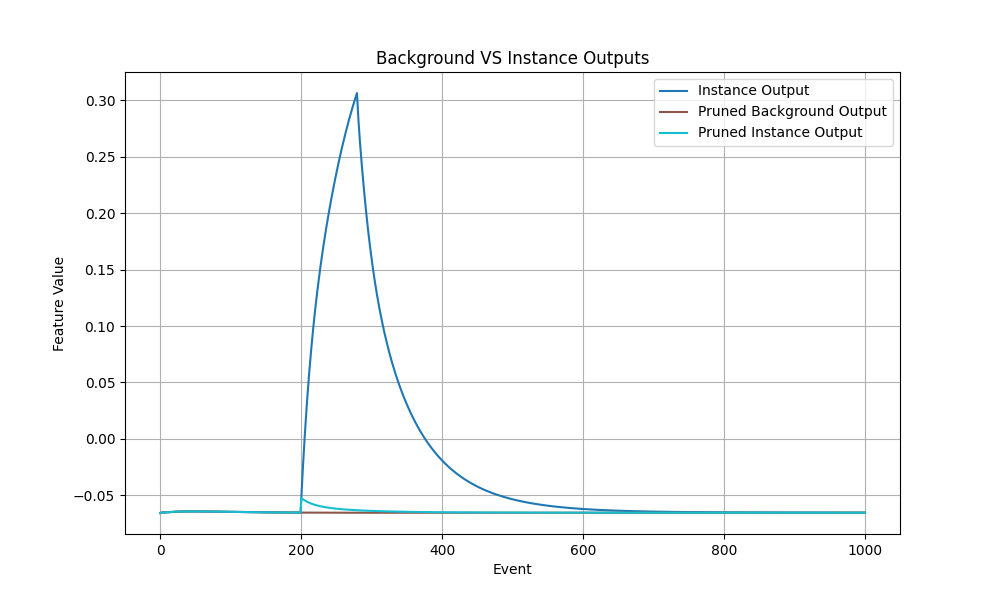 Background VS Instance Outputs
Instance Output
Pruned Background Output
Pruned Instance Output
0.30
0.25
0.20
0.15
0.10
0.05
0.00
−0.05
Feature Value
0 200 400 600 800 1000
Event